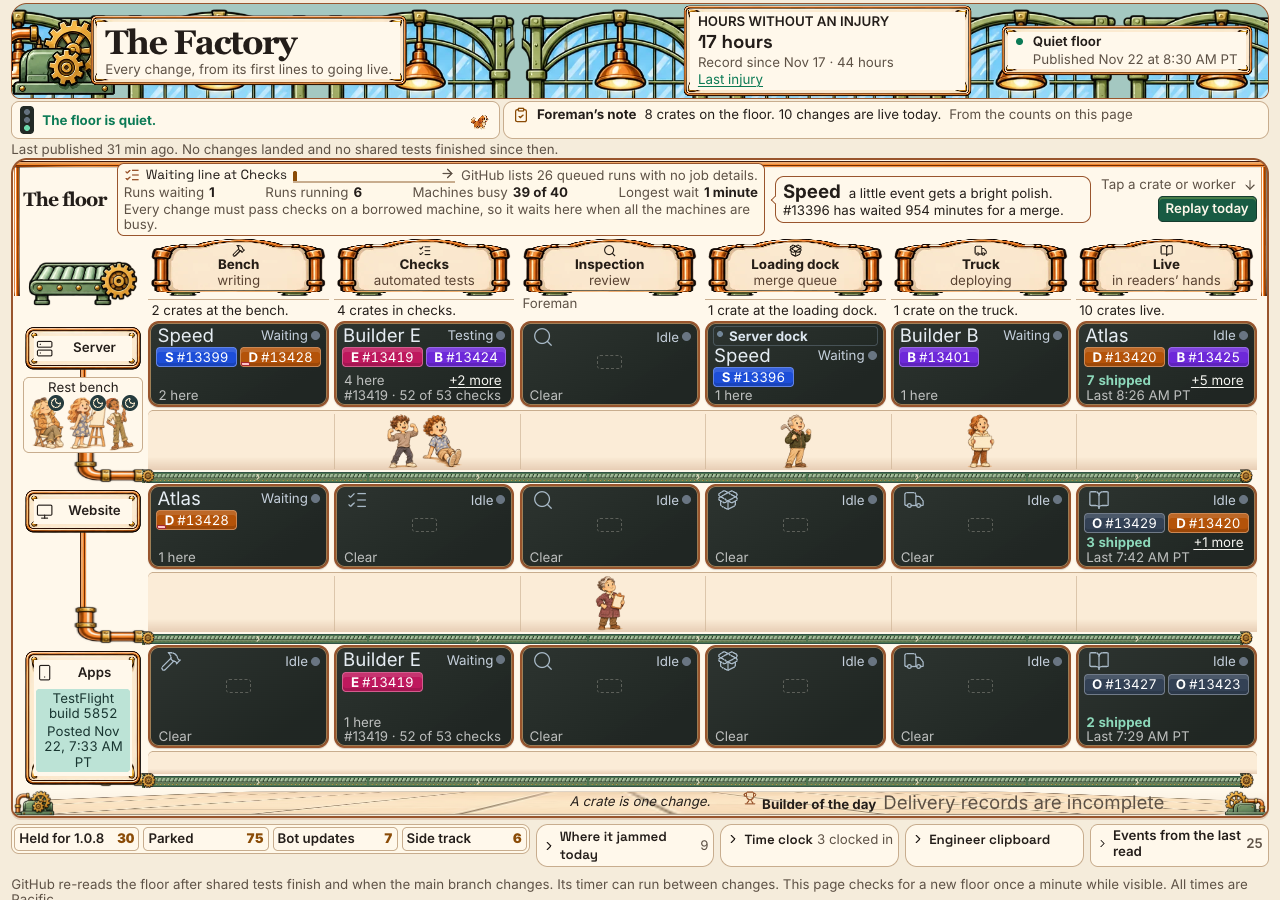 The Factory
Every change, from its first lines to going live.
HOURS WITHOUT AN INJURY
17 hours
Record since Nov 17 · 44 hours
Last injury
Quiet floor
Published Nov 22 at 8:30 AM PT
The floor is quiet.
Foreman's note 8 crates on the floor. 10 changes are live today. From the counts on this page
Last published 31 min ago. No changes landed and no shared tests finished since then.
The floor
Waiting line at Checks
GitHub lists 26 queued runs with no job details.
Runs waiting 1
Runs running 6
Machines busy 39 of 40
Longest wait 1 minute
Every change must pass checks on a borrowed machine, so it waits here when all the machines are
busy.
Speed a little event gets a bright polish.
#13396 has waited 954 minutes for a merge.
Tap a crate or worker ↓
Replay today
Bench
writing
Checks
automated tests
Inspection
review
Loading dock
merge queue
Truck
deploying
Live
in readers' hands
2 crates at the bench.
4 crates in checks.
Foreman
1 crate at the loading dock.
1 crate on the truck.
10 crates live.
Server
Rest bench
Speed
Waiting
S #13399
D #13428
2 here
Builder E
Testing
E #13419
B #13424
4 here
+2 more
#13419 · 52 of 53 checks
Idle
Clear
Server dock
Speed
Waiting
S #13396
1 here
Builder B
Waiting
B #13401
1 here
Atlas
Idle
D #13420
B #13425
7 shipped
+5 more
Last 8:26 AM PT
Website
Atlas
Waiting
D #13428
1 here
Idle
Clear
Idle
Clear
Idle
Clear
Idle
Clear
Idle
O #13429
D #13420
3 shipped
+1 more
Last 7:42 AM PT
Apps
TestFlight
build 5852
Posted Nov
22, 7:33 AM
PT
Idle
Clear
Builder E
Waiting
E #13419
1 here
#13419 · 52 of 53 checks
Idle
Clear
Idle
Clear
Idle
Clear
Idle
O #13427
O #13423
2 shipped
Last 7:29 AM PT
A crate is one change.
Builder of the day Delivery records are incomplete
Held for 1.0.8 30
Parked 75
Bot updates 7
Side track 6
Where it jammed
today
9
Time clock 3 clocked in
Engineer clipboard
Events from the last
read
25
GitHub re-reads the floor after shared tests finish and when the main branch changes. Its timer can run between changes. This page checks for a new floor once a minute while visible. All times are
Pacific.